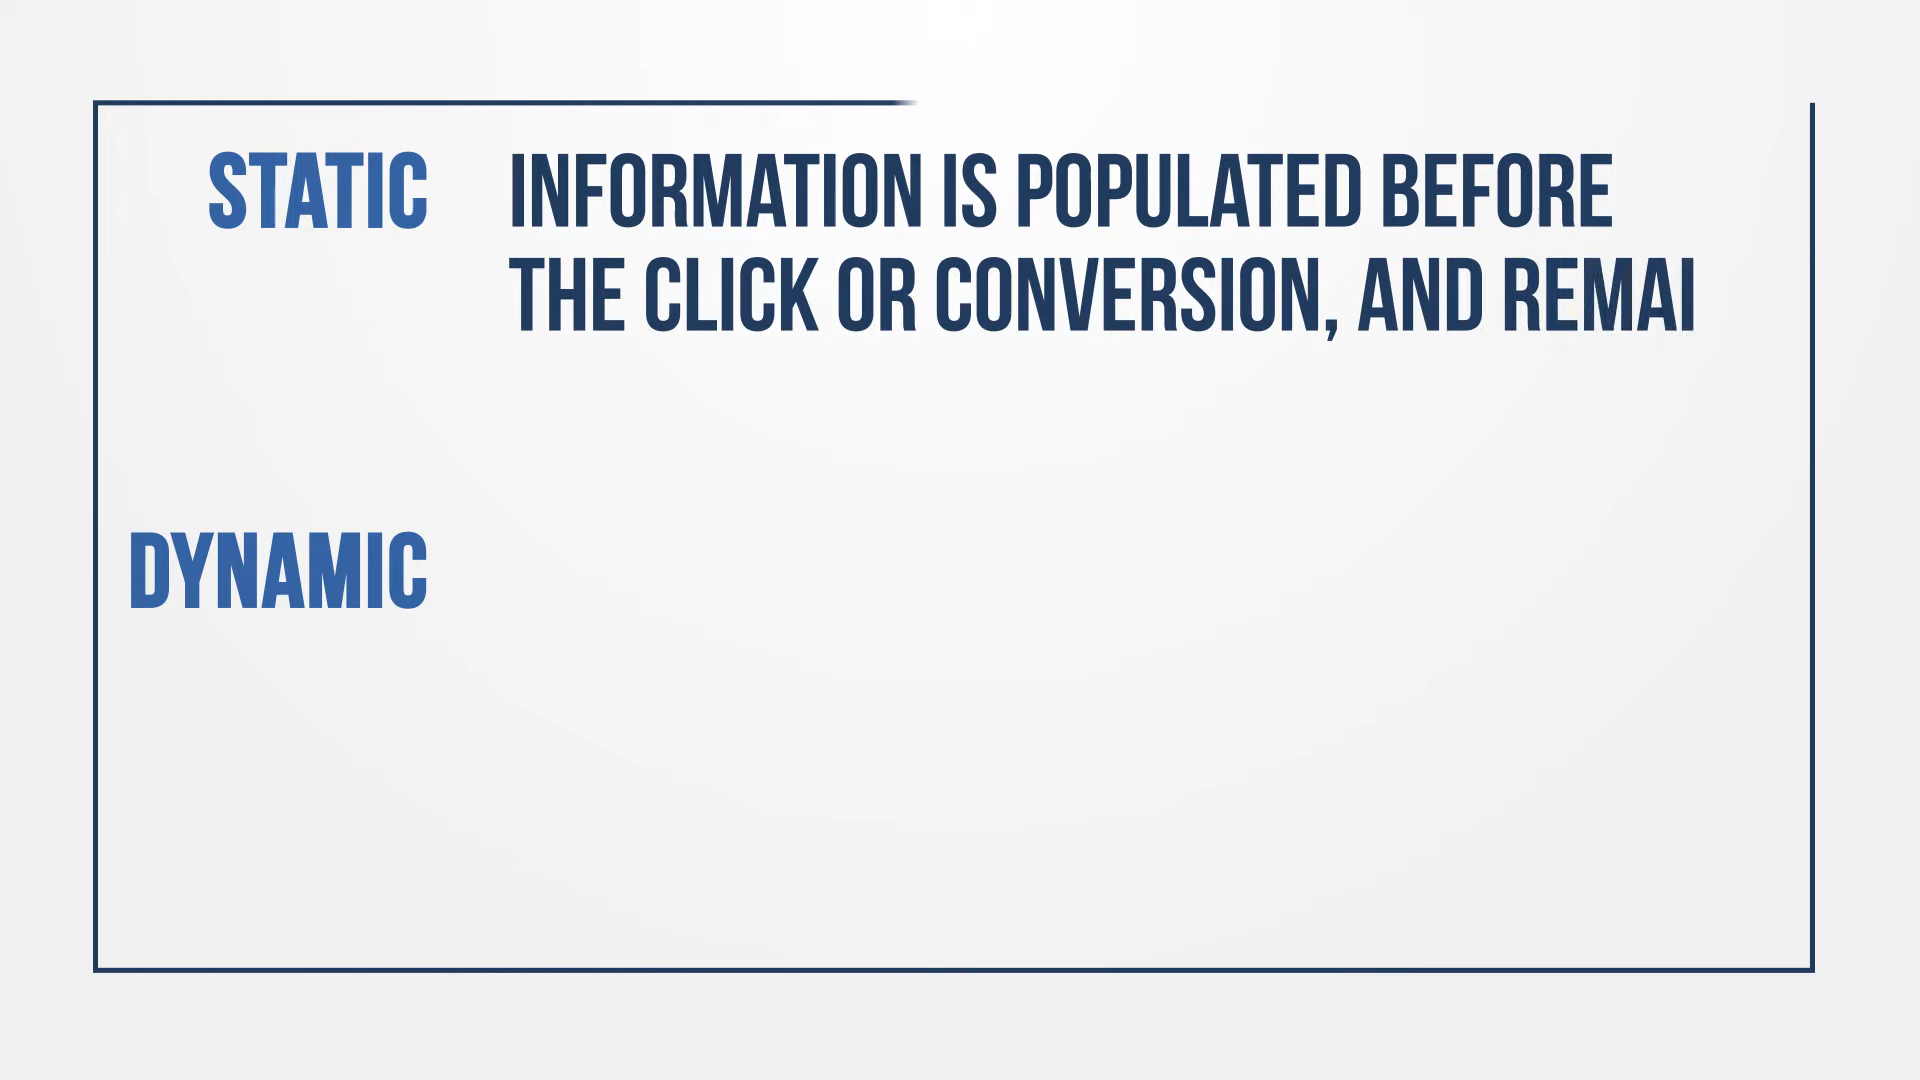 STATIC
INFORMATION IS POPULATED BEFORE
THE CLICK OR CONVERSION, AND REMAI
DYNAMIC